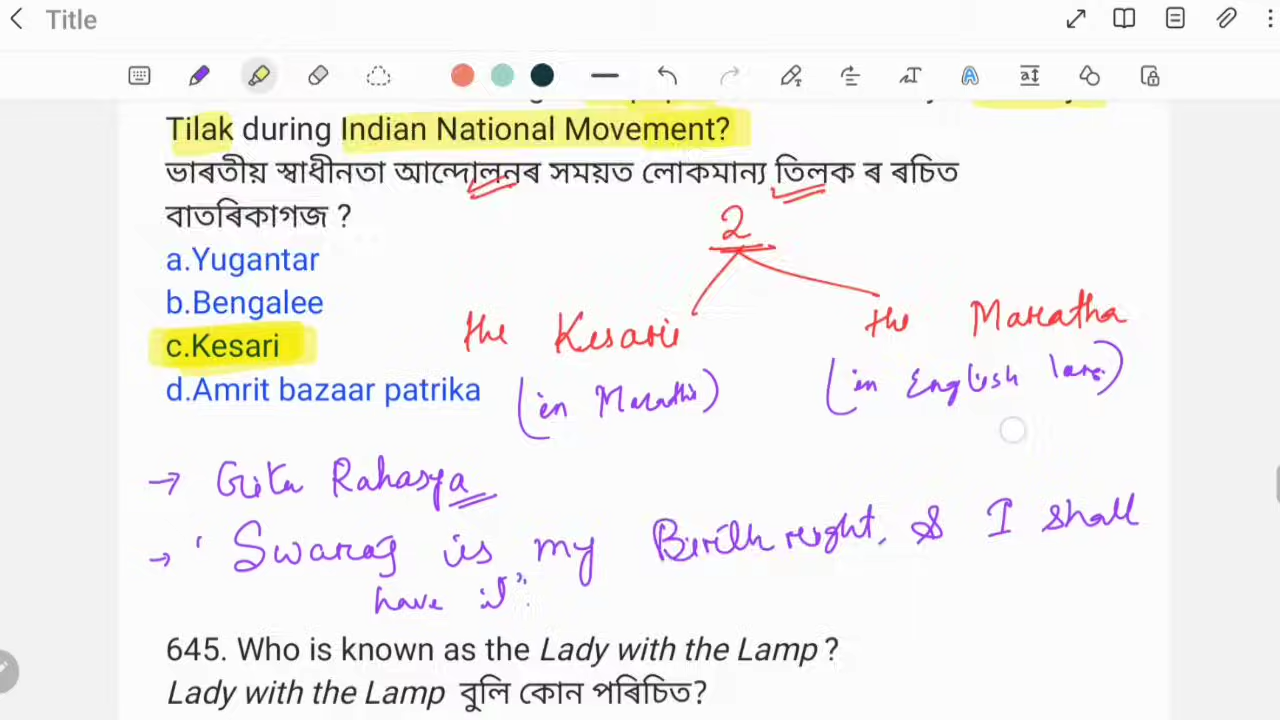 Title
Tilak during Indian National Movement?
ভাৰতীয় স্বাধীনতা আন্দোলনৰ সময়ত লোকমান্য তিলক ৰ ৰচিত
বাতৰিকাগজ ?
2
a.Yugantar
b.Bengalee
the Kesari the Maratha
c.Kesari
(in Marathi) (in English lang.)
d.Amrit bazaar patrika
→ Gita Rahasya
→ ' Swaraj is my Birth right, & I shall
have it".
645. Who is known as the Lady with the Lamp ?
Lady with the Lamp বুলি কোন পৰিচিত?